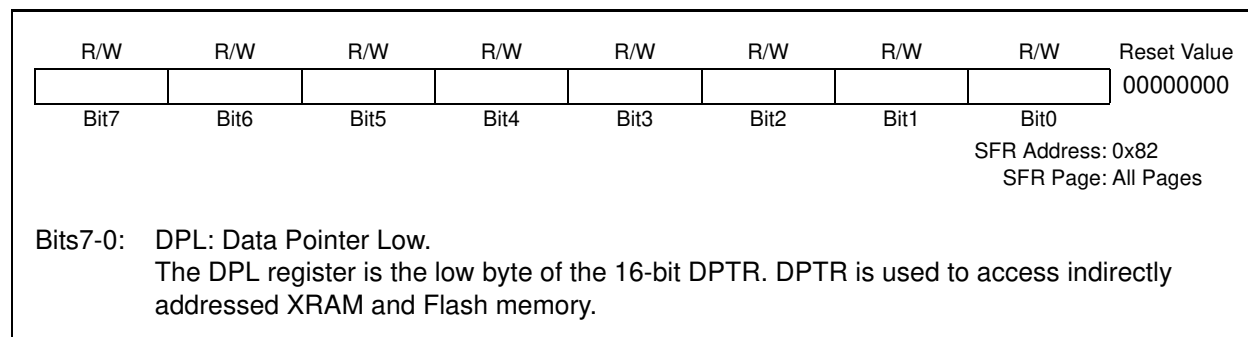 R/W R/W R/W R/W R/W R/W R/W R/W Reset Value
00000000
Bit7 Bit6 Bit5 Bit4 Bit3 Bit2 Bit1 Bit0
SFR Address: 0x82
SFR Page: All Pages
Bits7-0: DPL: Data Pointer Low.
The DPL register is the low byte of the 16-bit DPTR. DPTR is used to access indirectly
addressed XRAM and Flash memory.